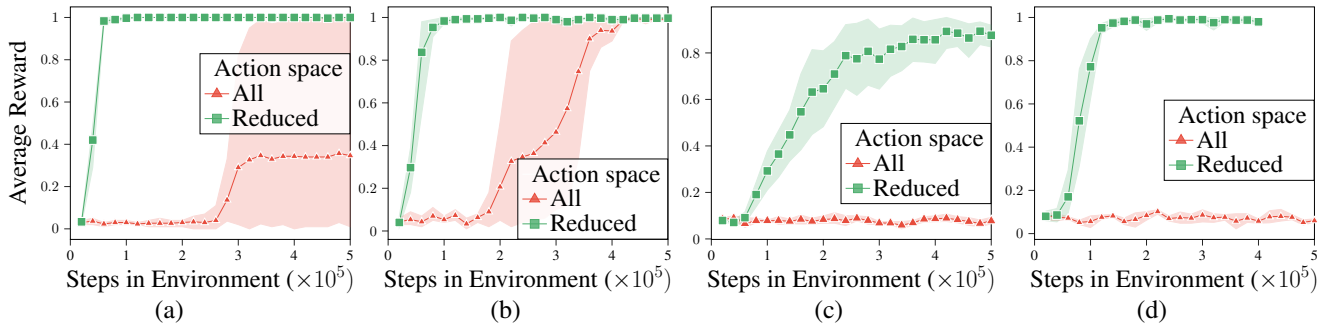 Average Reward
1
0.8
0.6
0.4
0.2
0
0 1 2 3 4 5
Action space
All
Reduced
Steps in Environment (×10⁵)
(a)
1
0.8
0.6
0.4
0.2
0
0 1 2 3 4 5
Action space
All
Reduced
Steps in Environment (×10⁵)
(b)
0.8
0.6
0.4
0.2
0
0 1 2 3 4 5
Action space
All
Reduced
Steps in Environment (×10⁵)
(c)
1
0.8
0.6
0.4
0.2
0
0 1 2 3 4 5
Action space
All
Reduced
Steps in Environment (×10⁵)
(d)